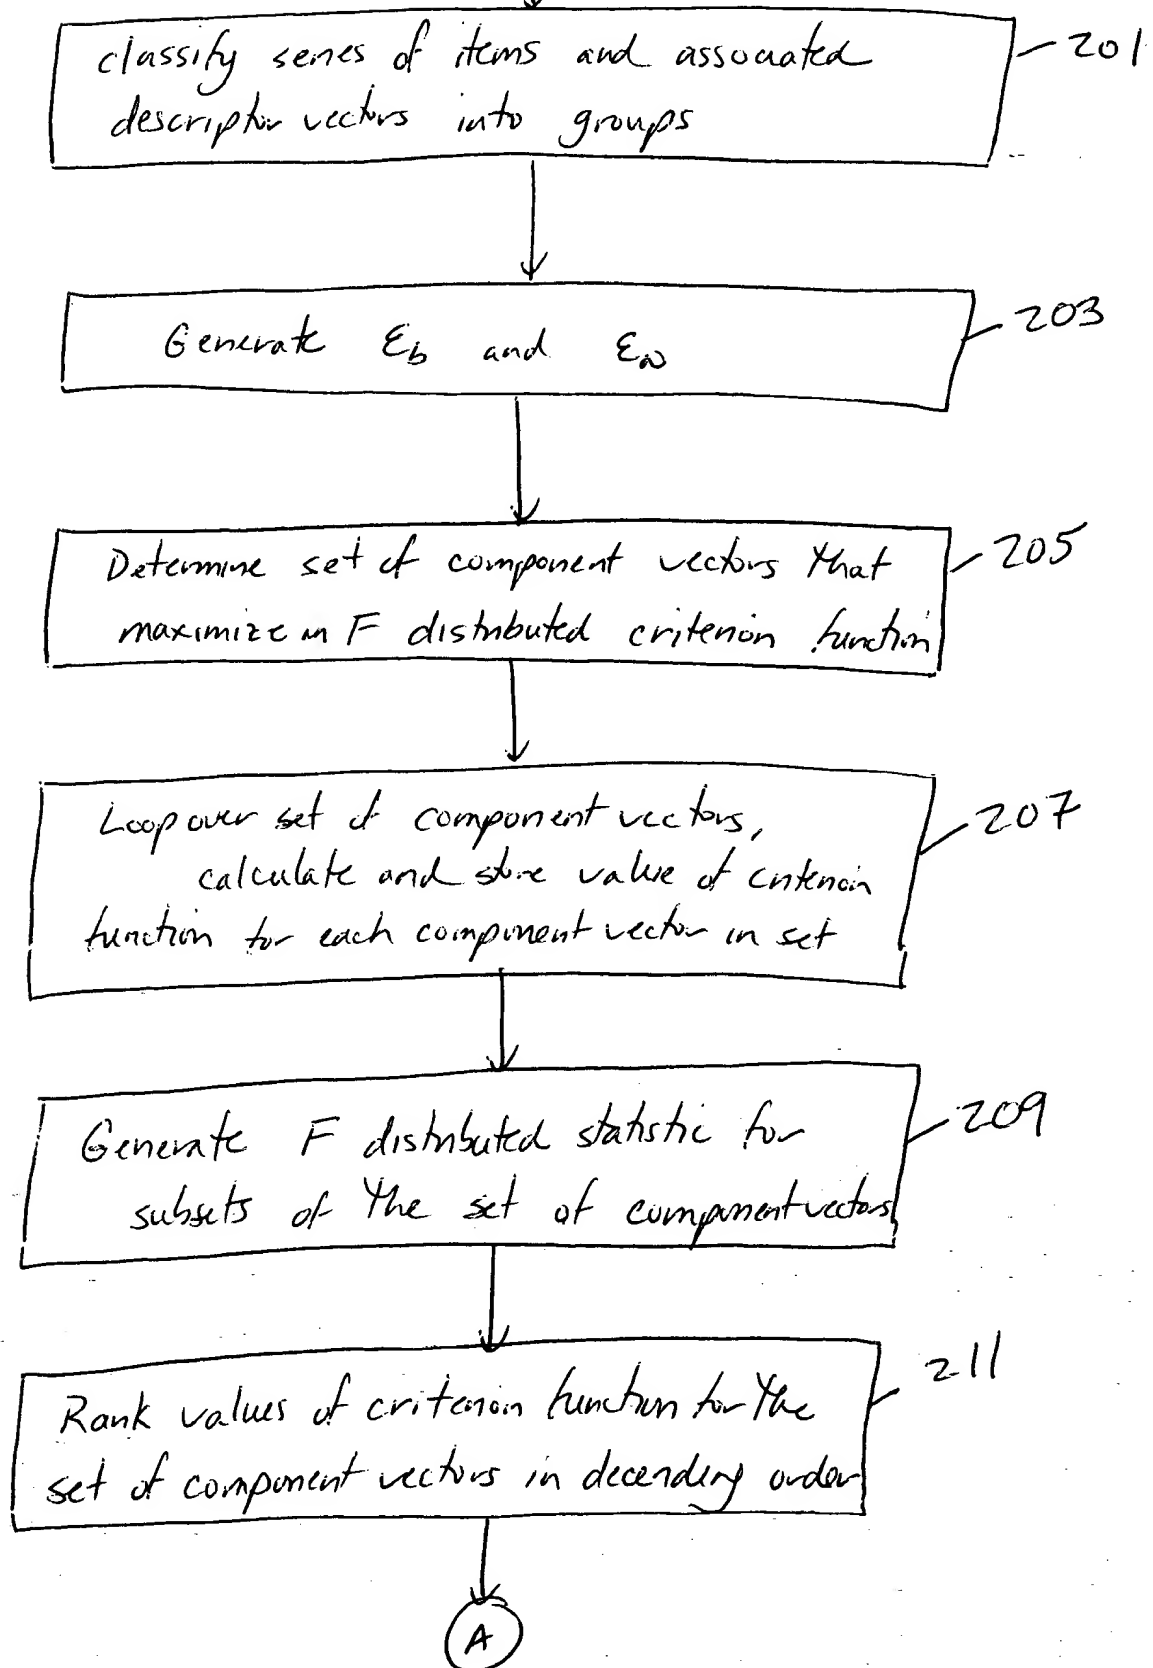 classify series of items and associated
descriptor vectors into groups
201
Generate Ɛb and Ɛω
203
Determine set of component vectors that
maximize an F distributed criterion function
205
Loop over set of component vectors,
calculate and store value of criterion
function for each component vector in set
207
Generate F distributed statistic for
subsets of the set of component vectors
209
Rank values of criterion function for the
set of component vectors in decending order
211
A